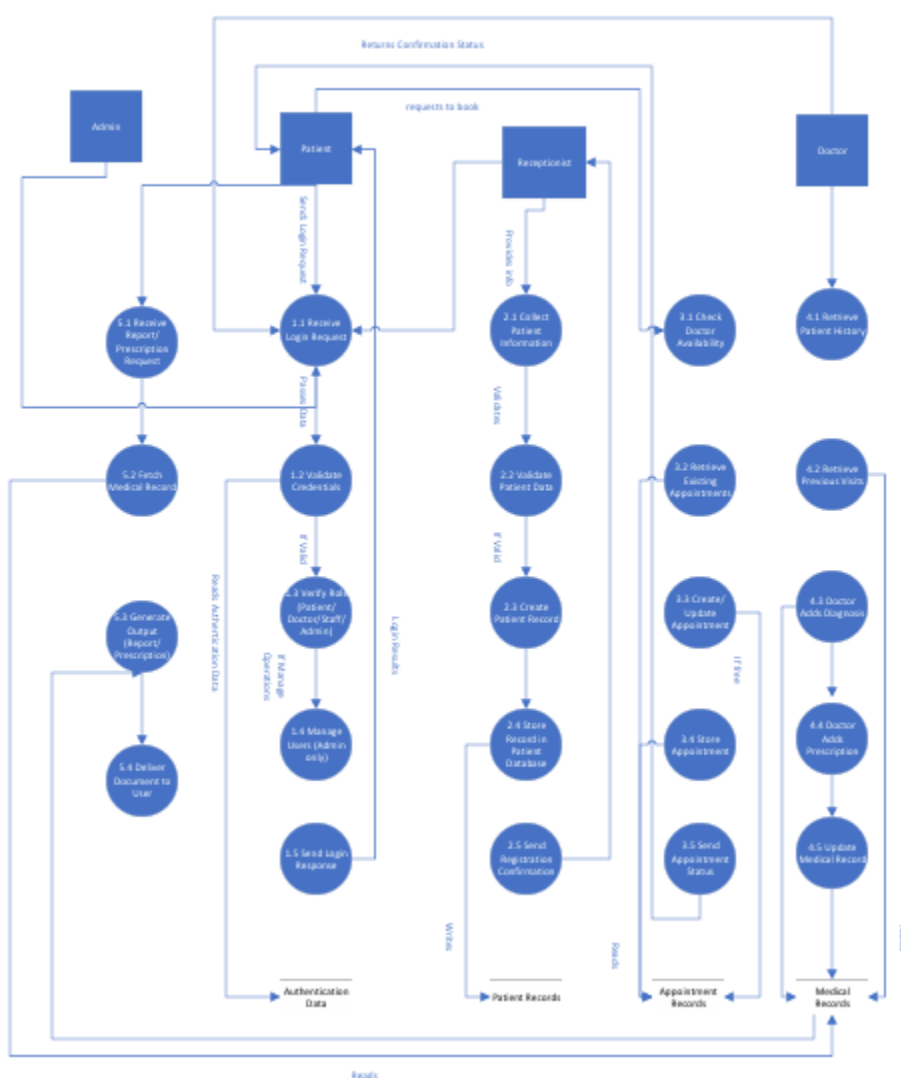 Returns Confirmation Status
requests to book
Admin
Patient
Receptionist
Doctor
Sends Login Request
Provides info
5.1 Receive
Report/
Prescription
Request
1.1 Receive
Login Request
2.1 Collect
Patient
Information
3.1 Check
Doctor
Availability
4.1 Retrieve
Patient History
Passes Data
Validates
5.2 Fetch
Medical Record
1.2 Validate
Credentials
2.2 Validate
Patient Data
3.2 Retrieve
Existing
Appointments
4.2 Retrieve
Previous Visits
If Valid
If Valid
Reads Authentication Data
5.3 Generate
Output
(Report/
Prescription)
1.3 Verify Role
(Patient/
Doctor/Staff/
Admin)
Login Results
2.3 Create
Patient Record
3.3 Create/
Update
Appointment
4.3 Doctor
Adds Diagnosis
If Manage
Operations
If Free
5.4 Deliver
Document to
User
1.4 Manage
Users (Admin
only)
2.4 Store
Record in
Patient
Database
3.4 Store
Appointment
4.4 Doctor
Adds
Prescription
1.5 Send Login
Response
2.5 Send
Registration
Confirmation
3.5 Send
Appointment
Status
4.5 Update
Medical Record
Writes
Reads
Authentication
Data
Patient Records
Appointment
Records
Medical
Records
Reads